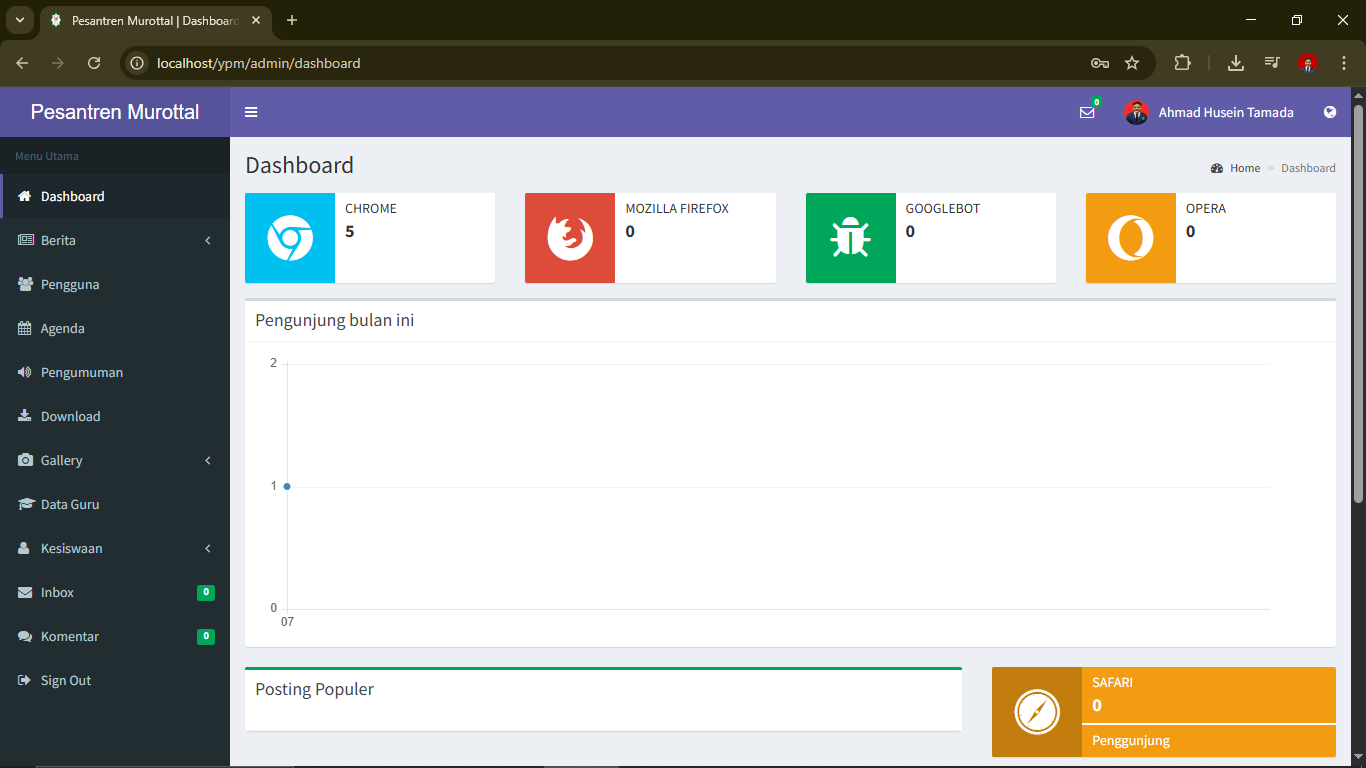 Pesantren Murottal | Dashboard
localhost/ypm/admin/dashboard
Pesantren Murottal
0
Ahmad Husein Tamada
Menu Utama
Dashboard
Berita
Pengguna
Agenda
Pengumuman
Download
Gallery
Data Guru
Kesiswaan
Inbox 0
Komentar 0
Sign Out
Dashboard
Home > Dashboard
CHROME
5
MOZILLA FIREFOX
0
GOOGLEBOT
0
OPERA
0
Pengunjung bulan ini
2
1
0
07
Posting Populer
SAFARI
0
Penggunjung